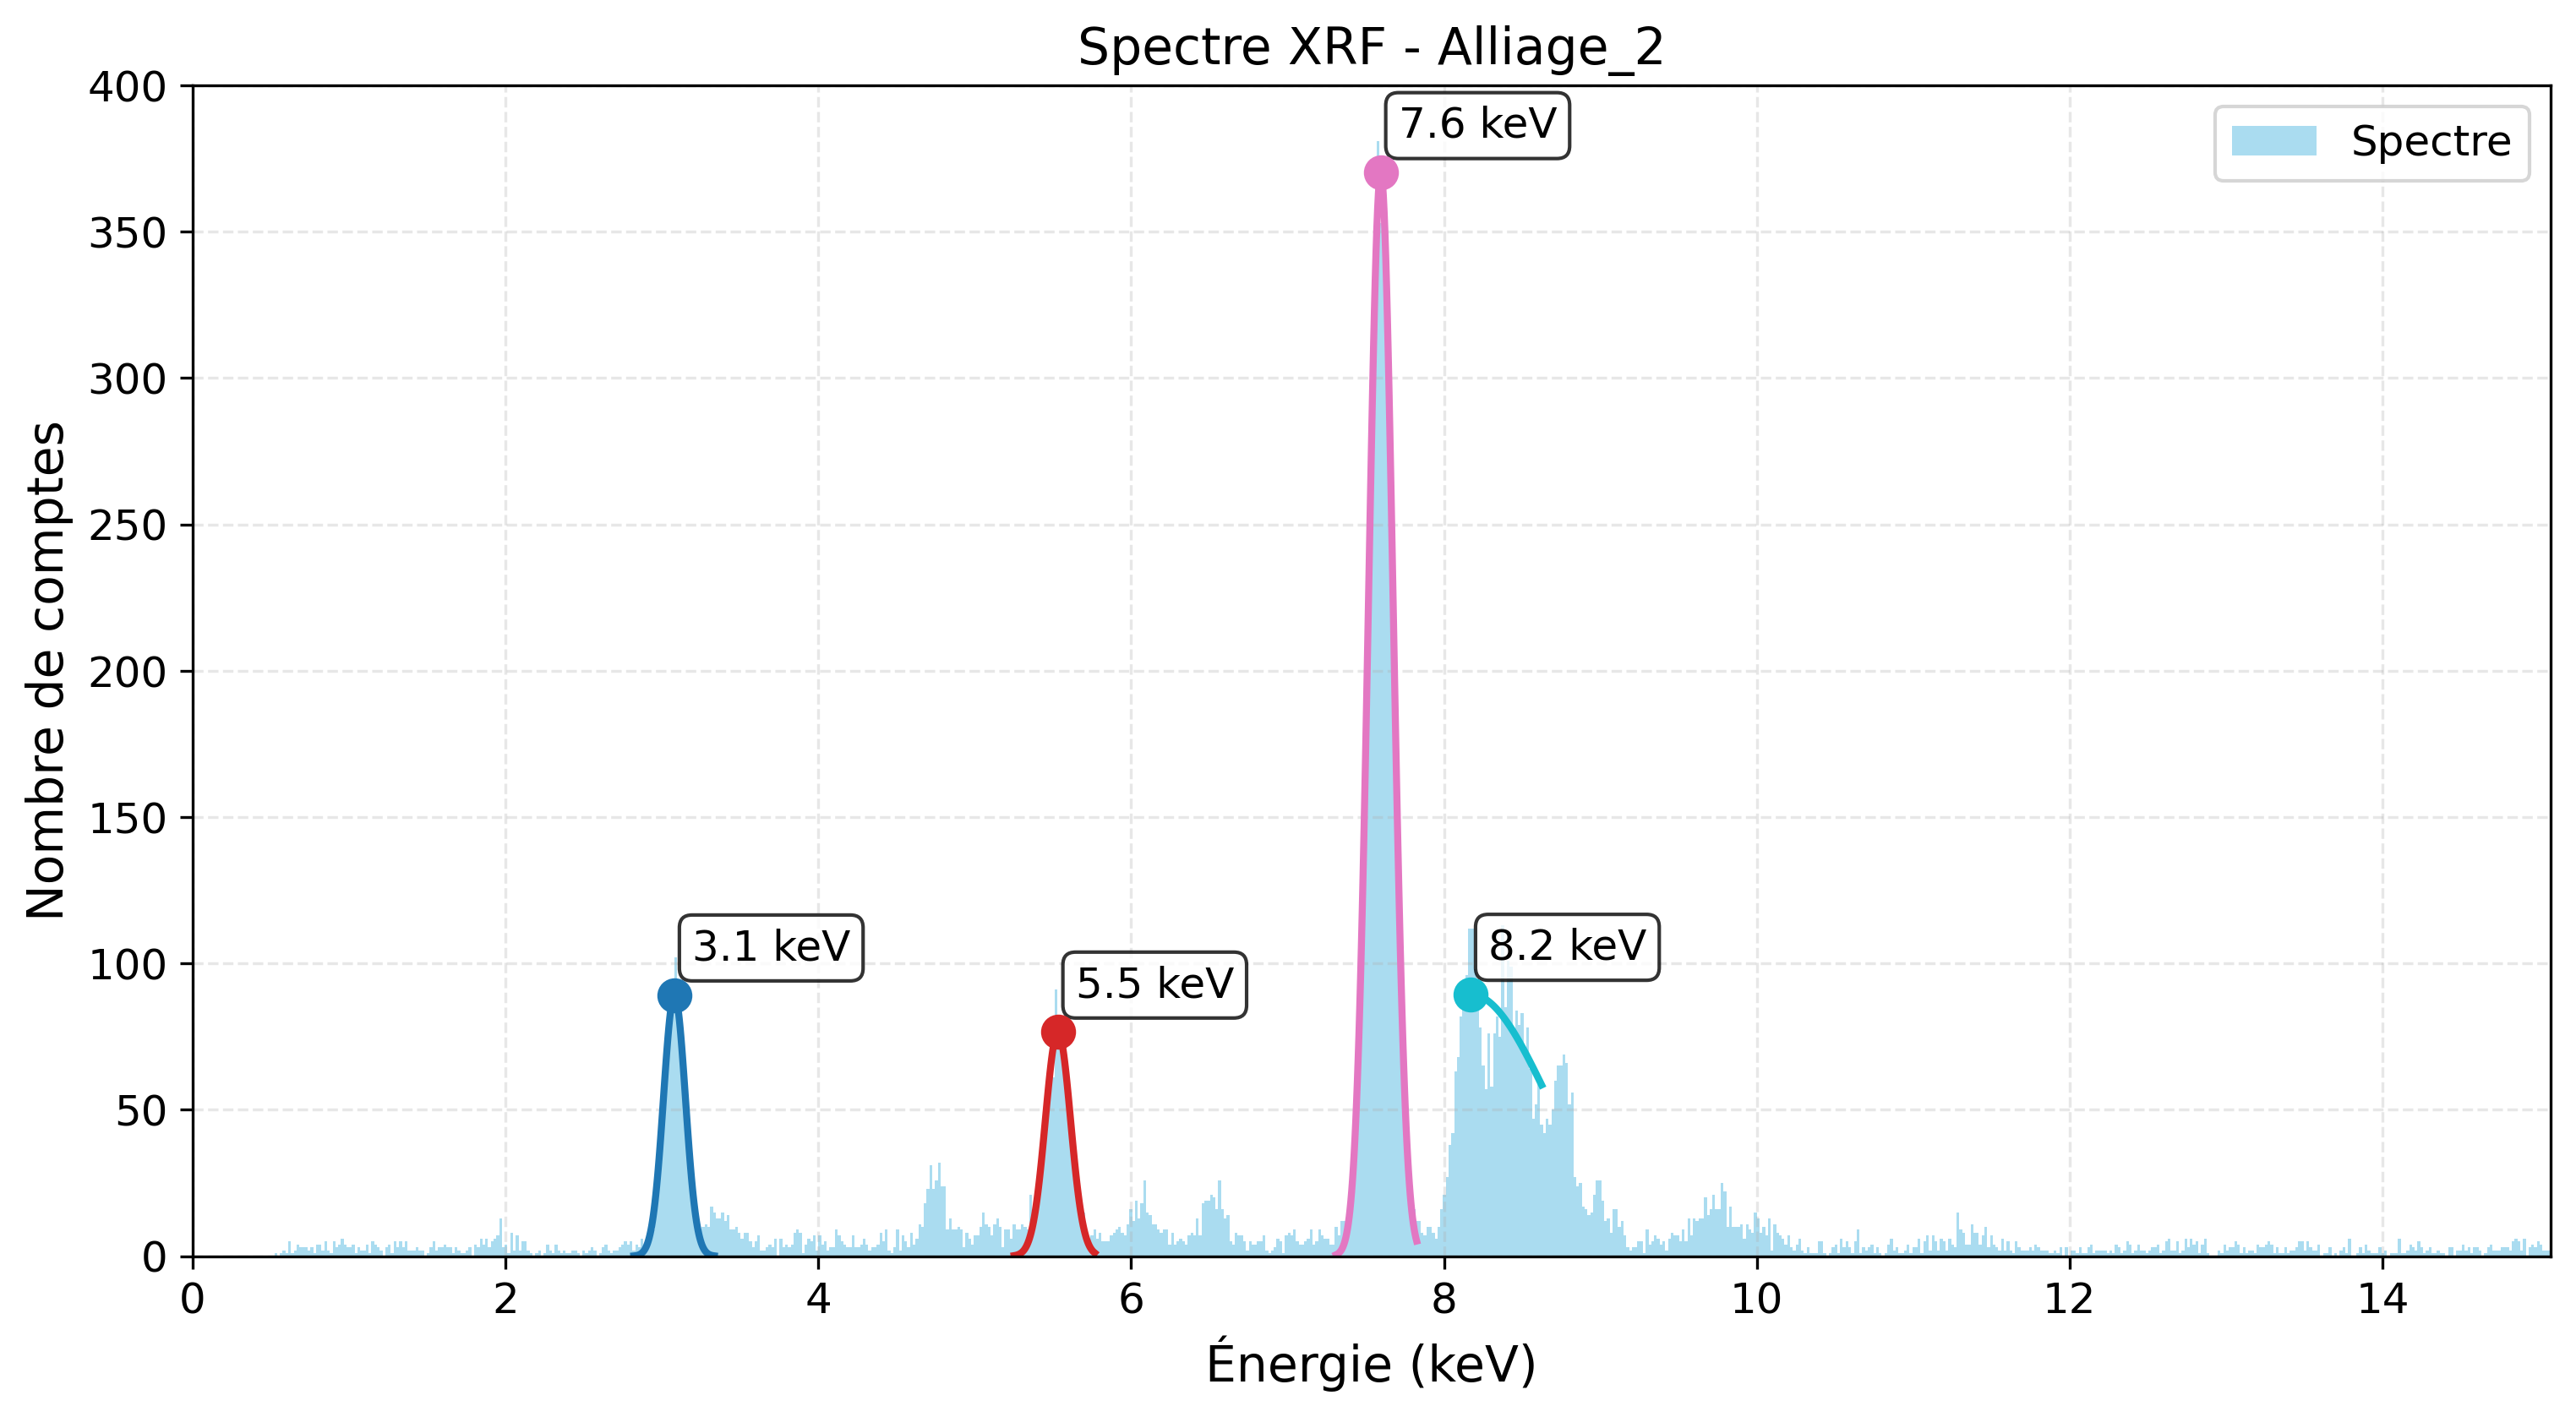 Spectre XRF - Alliage_2
Nombre de comptes
400
350
300
250
200
150
100
50
0
7.6 keV
Spectre
3.1 keV
5.5 keV
8.2 keV
0 2 4 6 8 10 12 14
Énergie (keV)